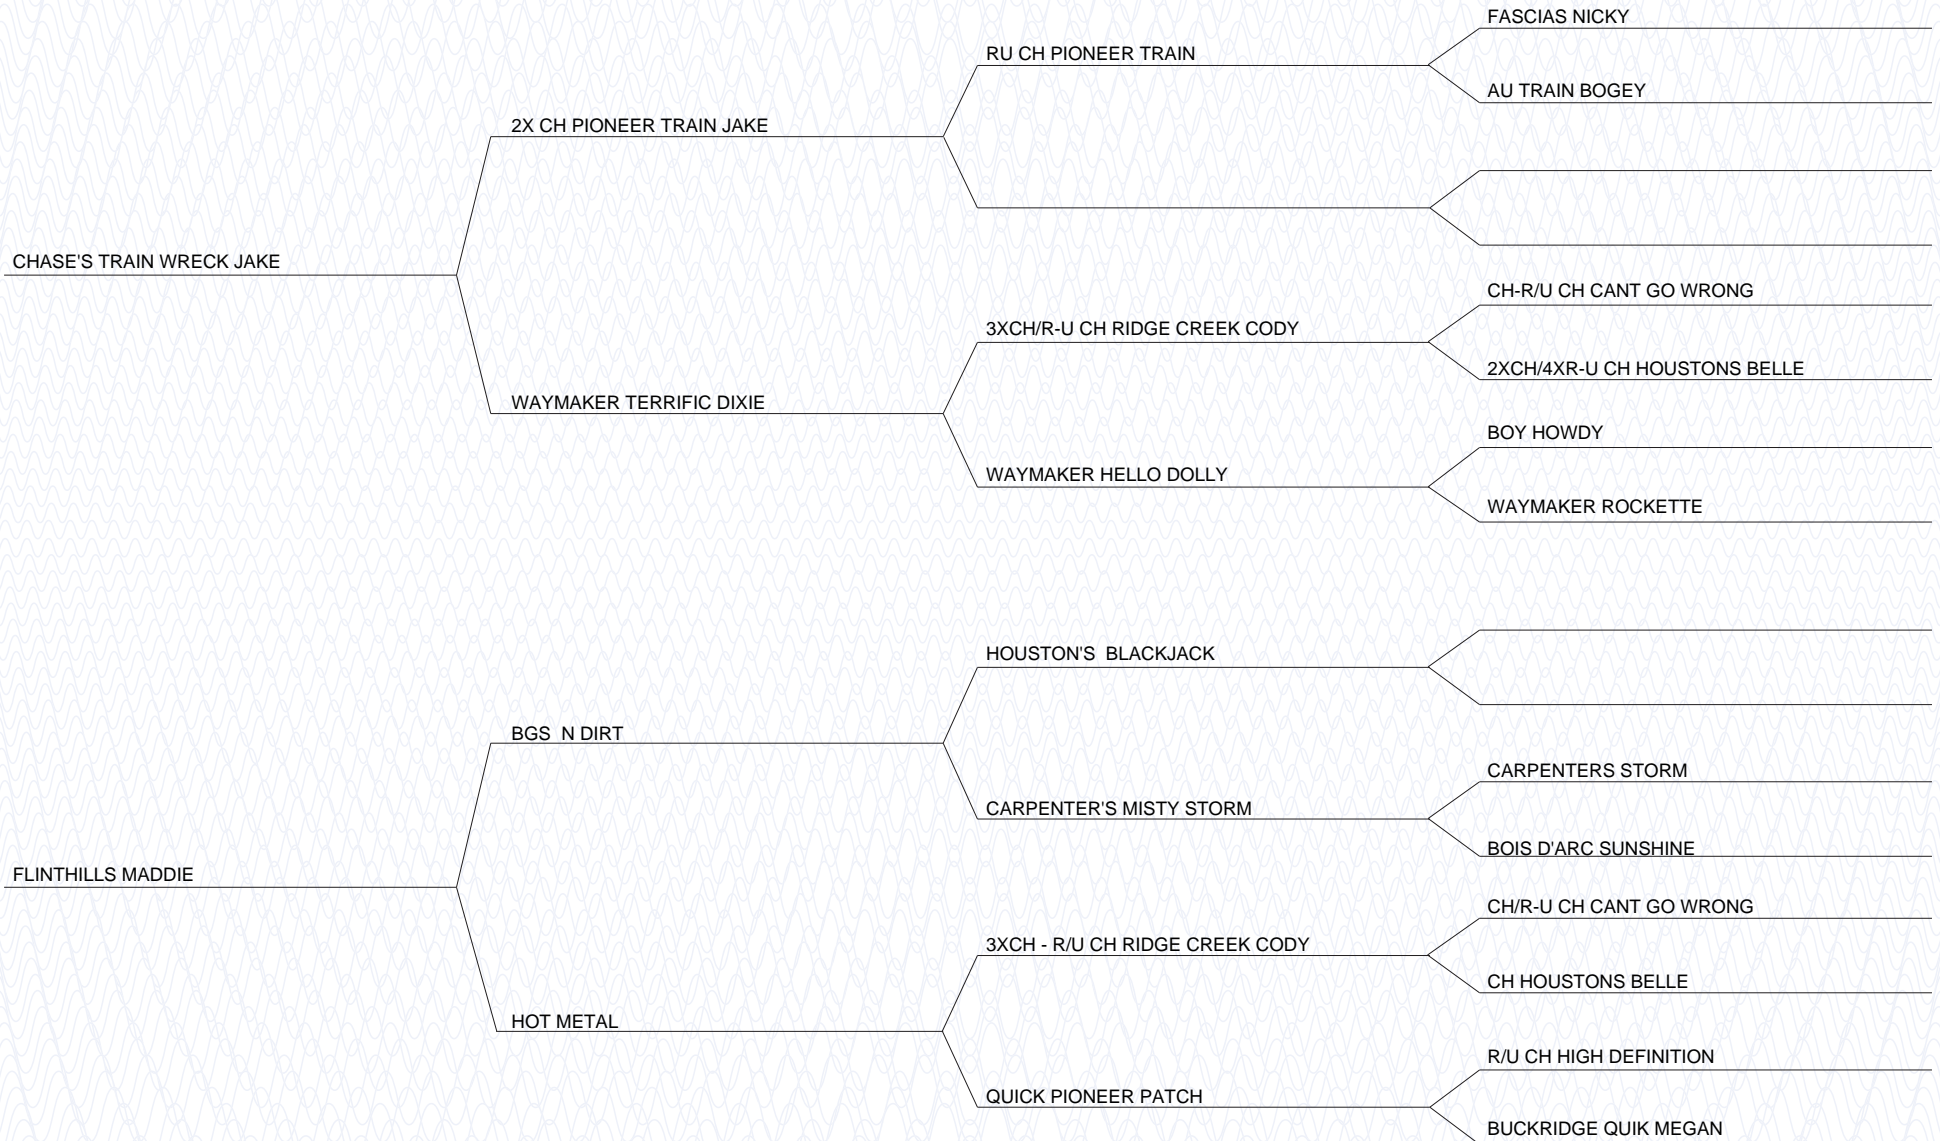 FASCIAS NICKY
RU CH PIONEER TRAIN
AU TRAIN BOGEY
2X CH PIONEER TRAIN JAKE
CHASE'S TRAIN WRECK JAKE
CH-R/U CH CANT GO WRONG
3XCH/R-U CH RIDGE CREEK CODY
2XCH/4XR-U CH HOUSTONS BELLE
WAYMAKER TERRIFIC DIXIE
BOY HOWDY
WAYMAKER HELLO DOLLY
WAYMAKER ROCKETTE
HOUSTON'S  BLACKJACK
BGS  N DIRT
CARPENTERS STORM
CARPENTER'S MISTY STORM
BOIS D'ARC SUNSHINE
FLINTHILLS MADDIE
CH/R-U CH CANT GO WRONG
3XCH - R/U CH RIDGE CREEK CODY
CH HOUSTONS BELLE
HOT METAL
R/U CH HIGH DEFINITION
QUICK PIONEER PATCH
BUCKRIDGE QUIK MEGAN